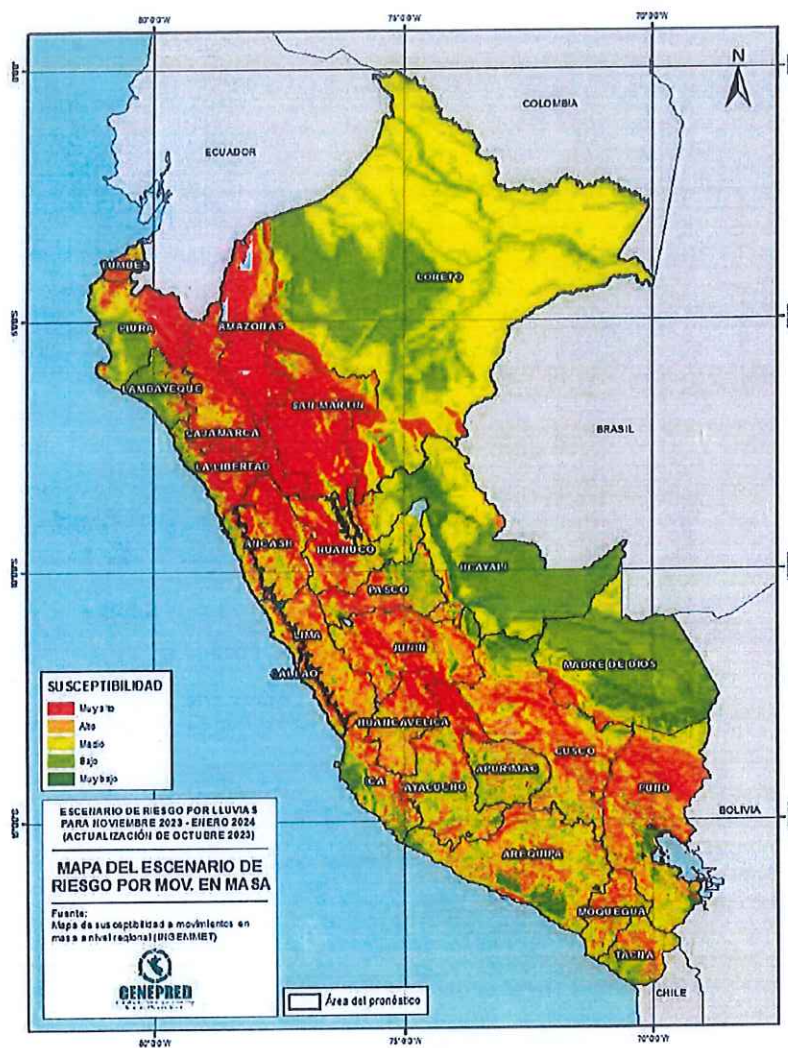 80°0'0"W 75°0'0"W 70°0'0"W
N
COLOMBIA
ECUADOR
TUMBES
LORETO
PIURA
AMAZONAS
LAMBAYEQUE
SAN MARTIN
CAJAMARCA
BRASIL
LA LIBERTAD
ANCASH
HUANUCO
UCAYALI
PASCO
LIMA
JUNIN
MADRE DE DIOS
CALLAO
HUANCAVELICA
CUSCO
ICA
AYACUCHO
APURIMAC
PUNO
BOLIVIA
AREQUIPA
MOQUEGUA
TACNA
CHILE
SUSCEPTIBILIDAD
Muy alto
Alto
Medio
Bajo
Muy bajo
ESCENARIO DE RIESGO POR LLUVIAS
PARA NOVIEMBRE 2023 - ENERO 2024
(ACTUALIZACIÓN DE OCTUBRE 2023)
MAPA DEL ESCENARIO DE
RIESGO POR MOV. EN MASA
Fuente:
Mapa de susceptibilidad a movimientos en
masa a nivel regional (INGEMMET)
CENEPRED
Área del pronóstico
80°0'0"W 75°0'0"W 70°0'0"W